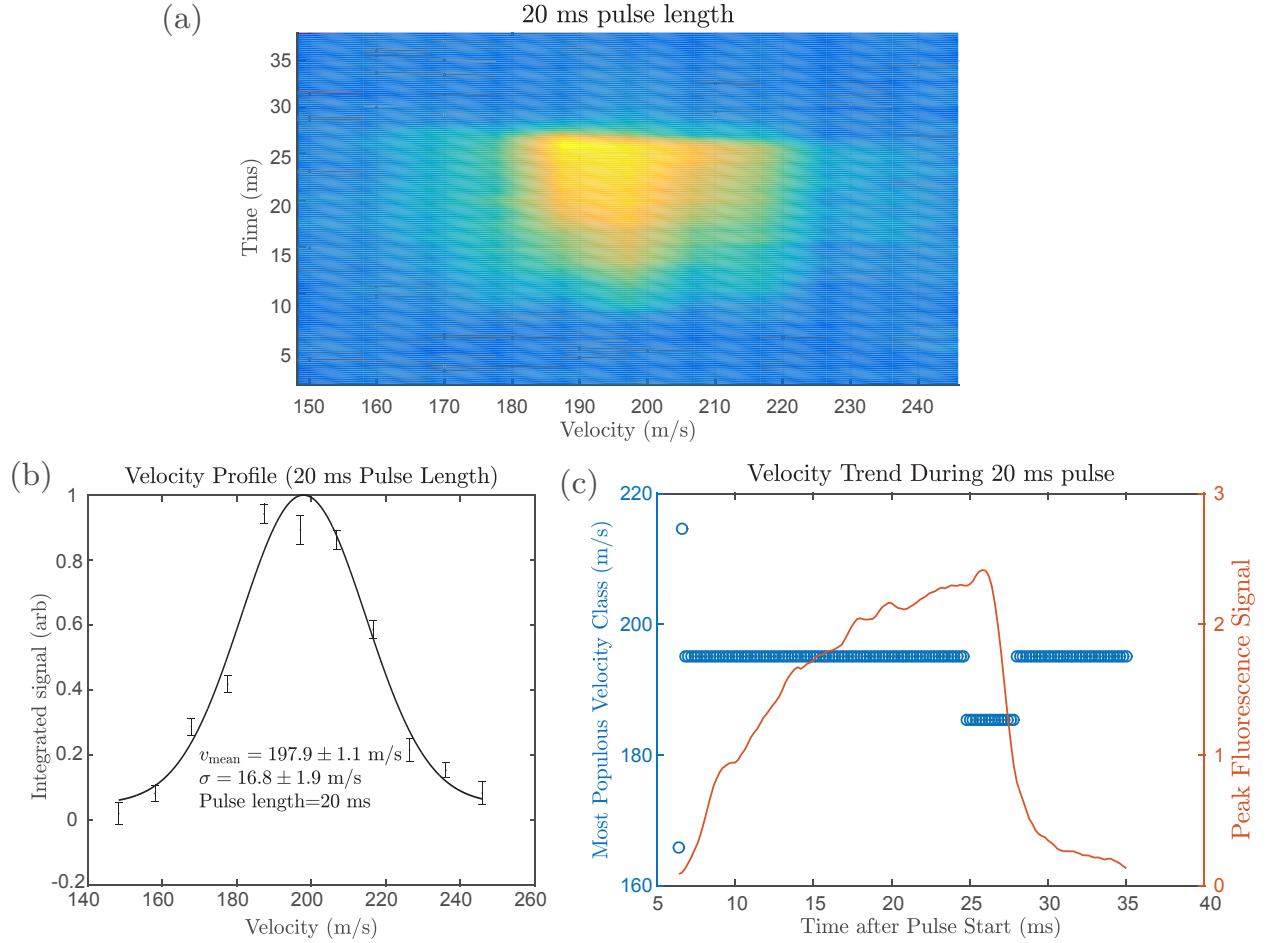 (a)
20 ms pulse length
35
30
25
20
15
10
5
Time (ms)
150 160 170 180 190 200 210 220 230 240
Velocity (m/s)
(b)
Velocity Profile (20 ms Pulse Length)
1
0.8
0.6
0.4
0.2
0
-0.2
Integrated signal (arb)
v_mean = 197.9 ± 1.1 m/s
σ = 16.8 ± 1.9 m/s
Pulse length=20 ms
140 160 180 200 220 240 260
Velocity (m/s)
(c)
Velocity Trend During 20 ms pulse
220
200
180
160
Most Populous Velocity Class (m/s)
3
2
1
0
Peak Fluorescence Signal
5 10 15 20 25 30 35 40
Time after Pulse Start (ms)